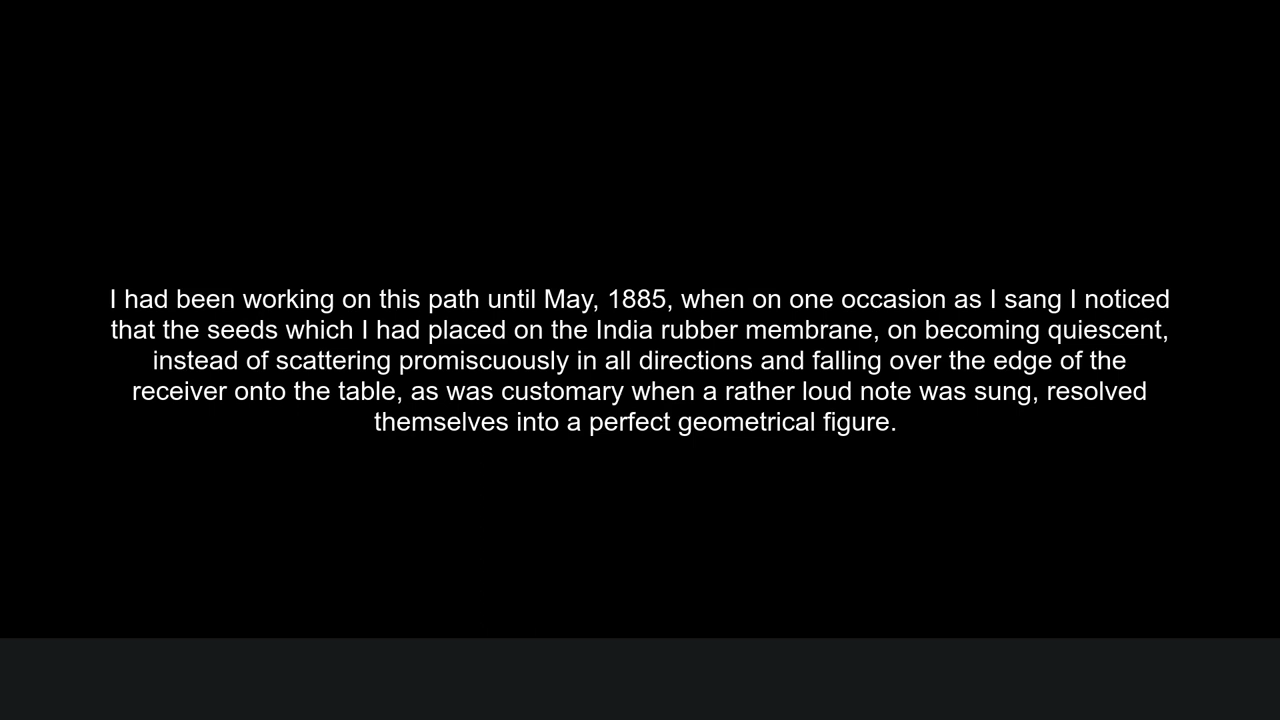 I had been working on this path until May, 1885, when on one occasion as I sang I noticed
that the seeds which I had placed on the India rubber membrane, on becoming quiescent,
instead of scattering promiscuously in all directions and falling over the edge of the
receiver onto the table, as was customary when a rather loud note was sung, resolved
themselves into a perfect geometrical figure.